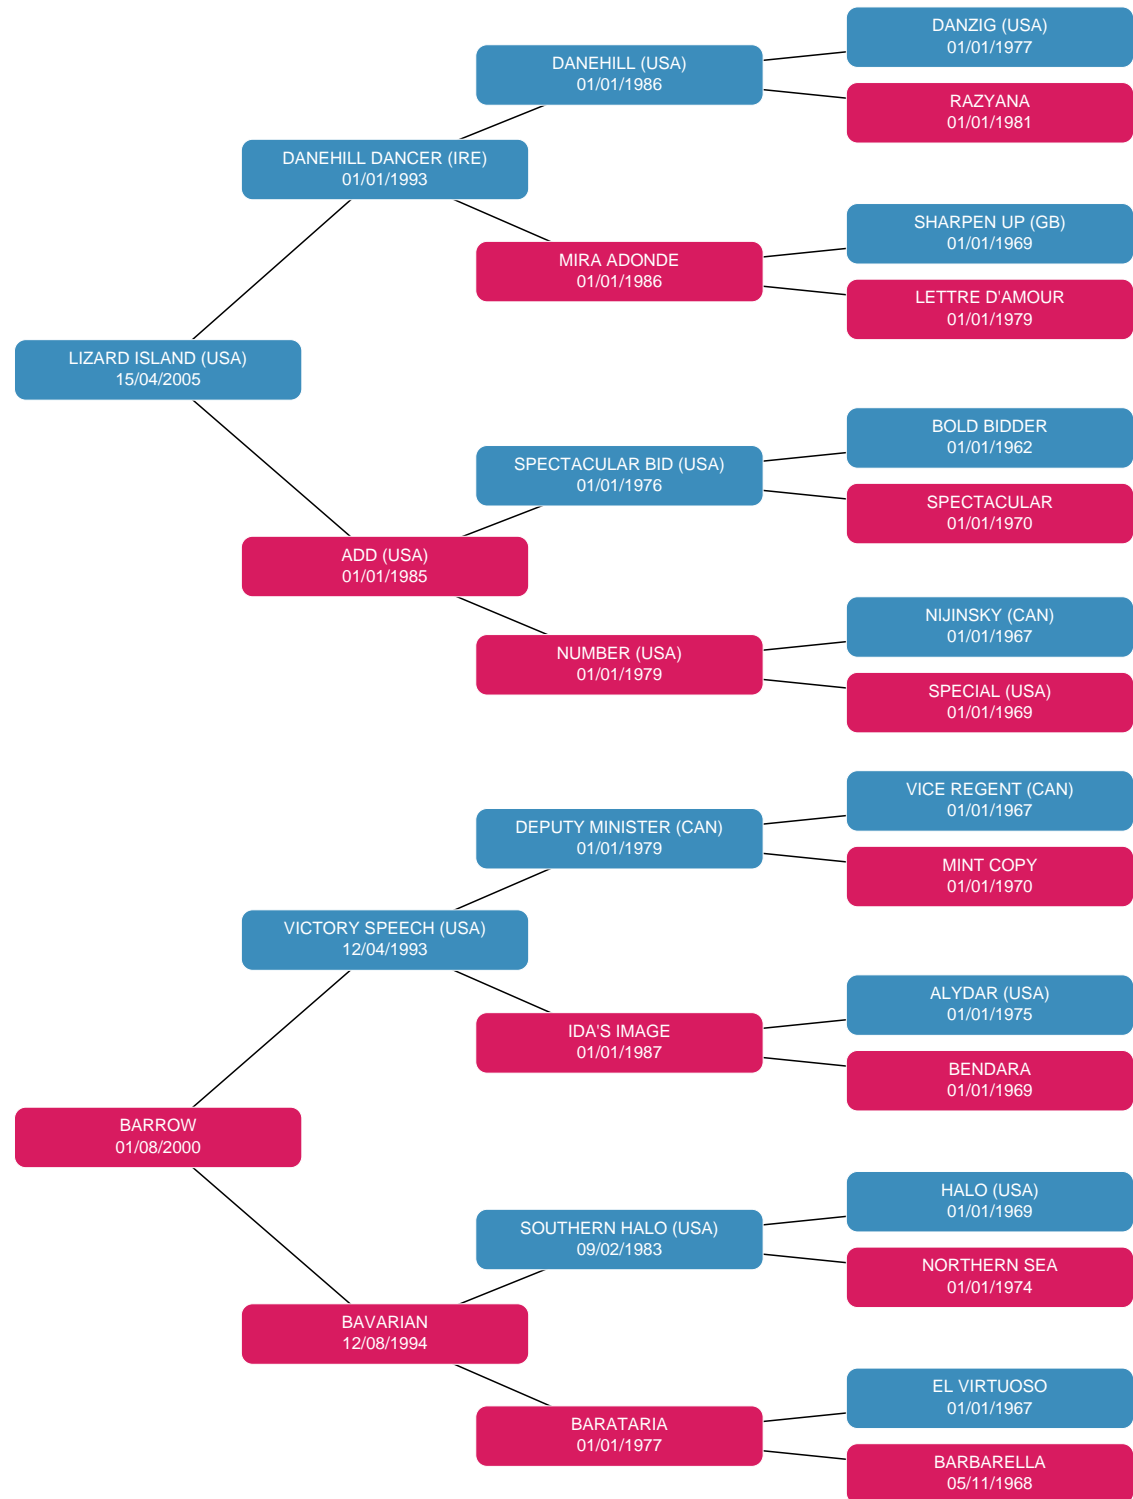 DANZIG (USA)
01/01/1977
DANEHILL (USA)
01/01/1986
RAZYANA
01/01/1981
DANEHILL DANCER (IRE)
01/01/1993
SHARPEN UP (GB)
01/01/1969
MIRA ADONDE
01/01/1986
LETTRE D'AMOUR
01/01/1979
LIZARD ISLAND (USA)
15/04/2005
BOLD BIDDER
01/01/1962
SPECTACULAR BID (USA)
01/01/1976
SPECTACULAR
01/01/1970
ADD (USA)
01/01/1985
NIJINSKY (CAN)
01/01/1967
NUMBER (USA)
01/01/1979
SPECIAL (USA)
01/01/1969
VICE REGENT (CAN)
01/01/1967
DEPUTY MINISTER (CAN)
01/01/1979
MINT COPY
01/01/1970
VICTORY SPEECH (USA)
12/04/1993
ALYDAR (USA)
01/01/1975
IDA'S IMAGE
01/01/1987
BENDARA
01/01/1969
BARROW
01/08/2000
HALO (USA)
01/01/1969
SOUTHERN HALO (USA)
09/02/1983
NORTHERN SEA
01/01/1974
BAVARIAN
12/08/1994
EL VIRTUOSO
01/01/1967
BARATARIA
01/01/1977
BARBARELLA
05/11/1968